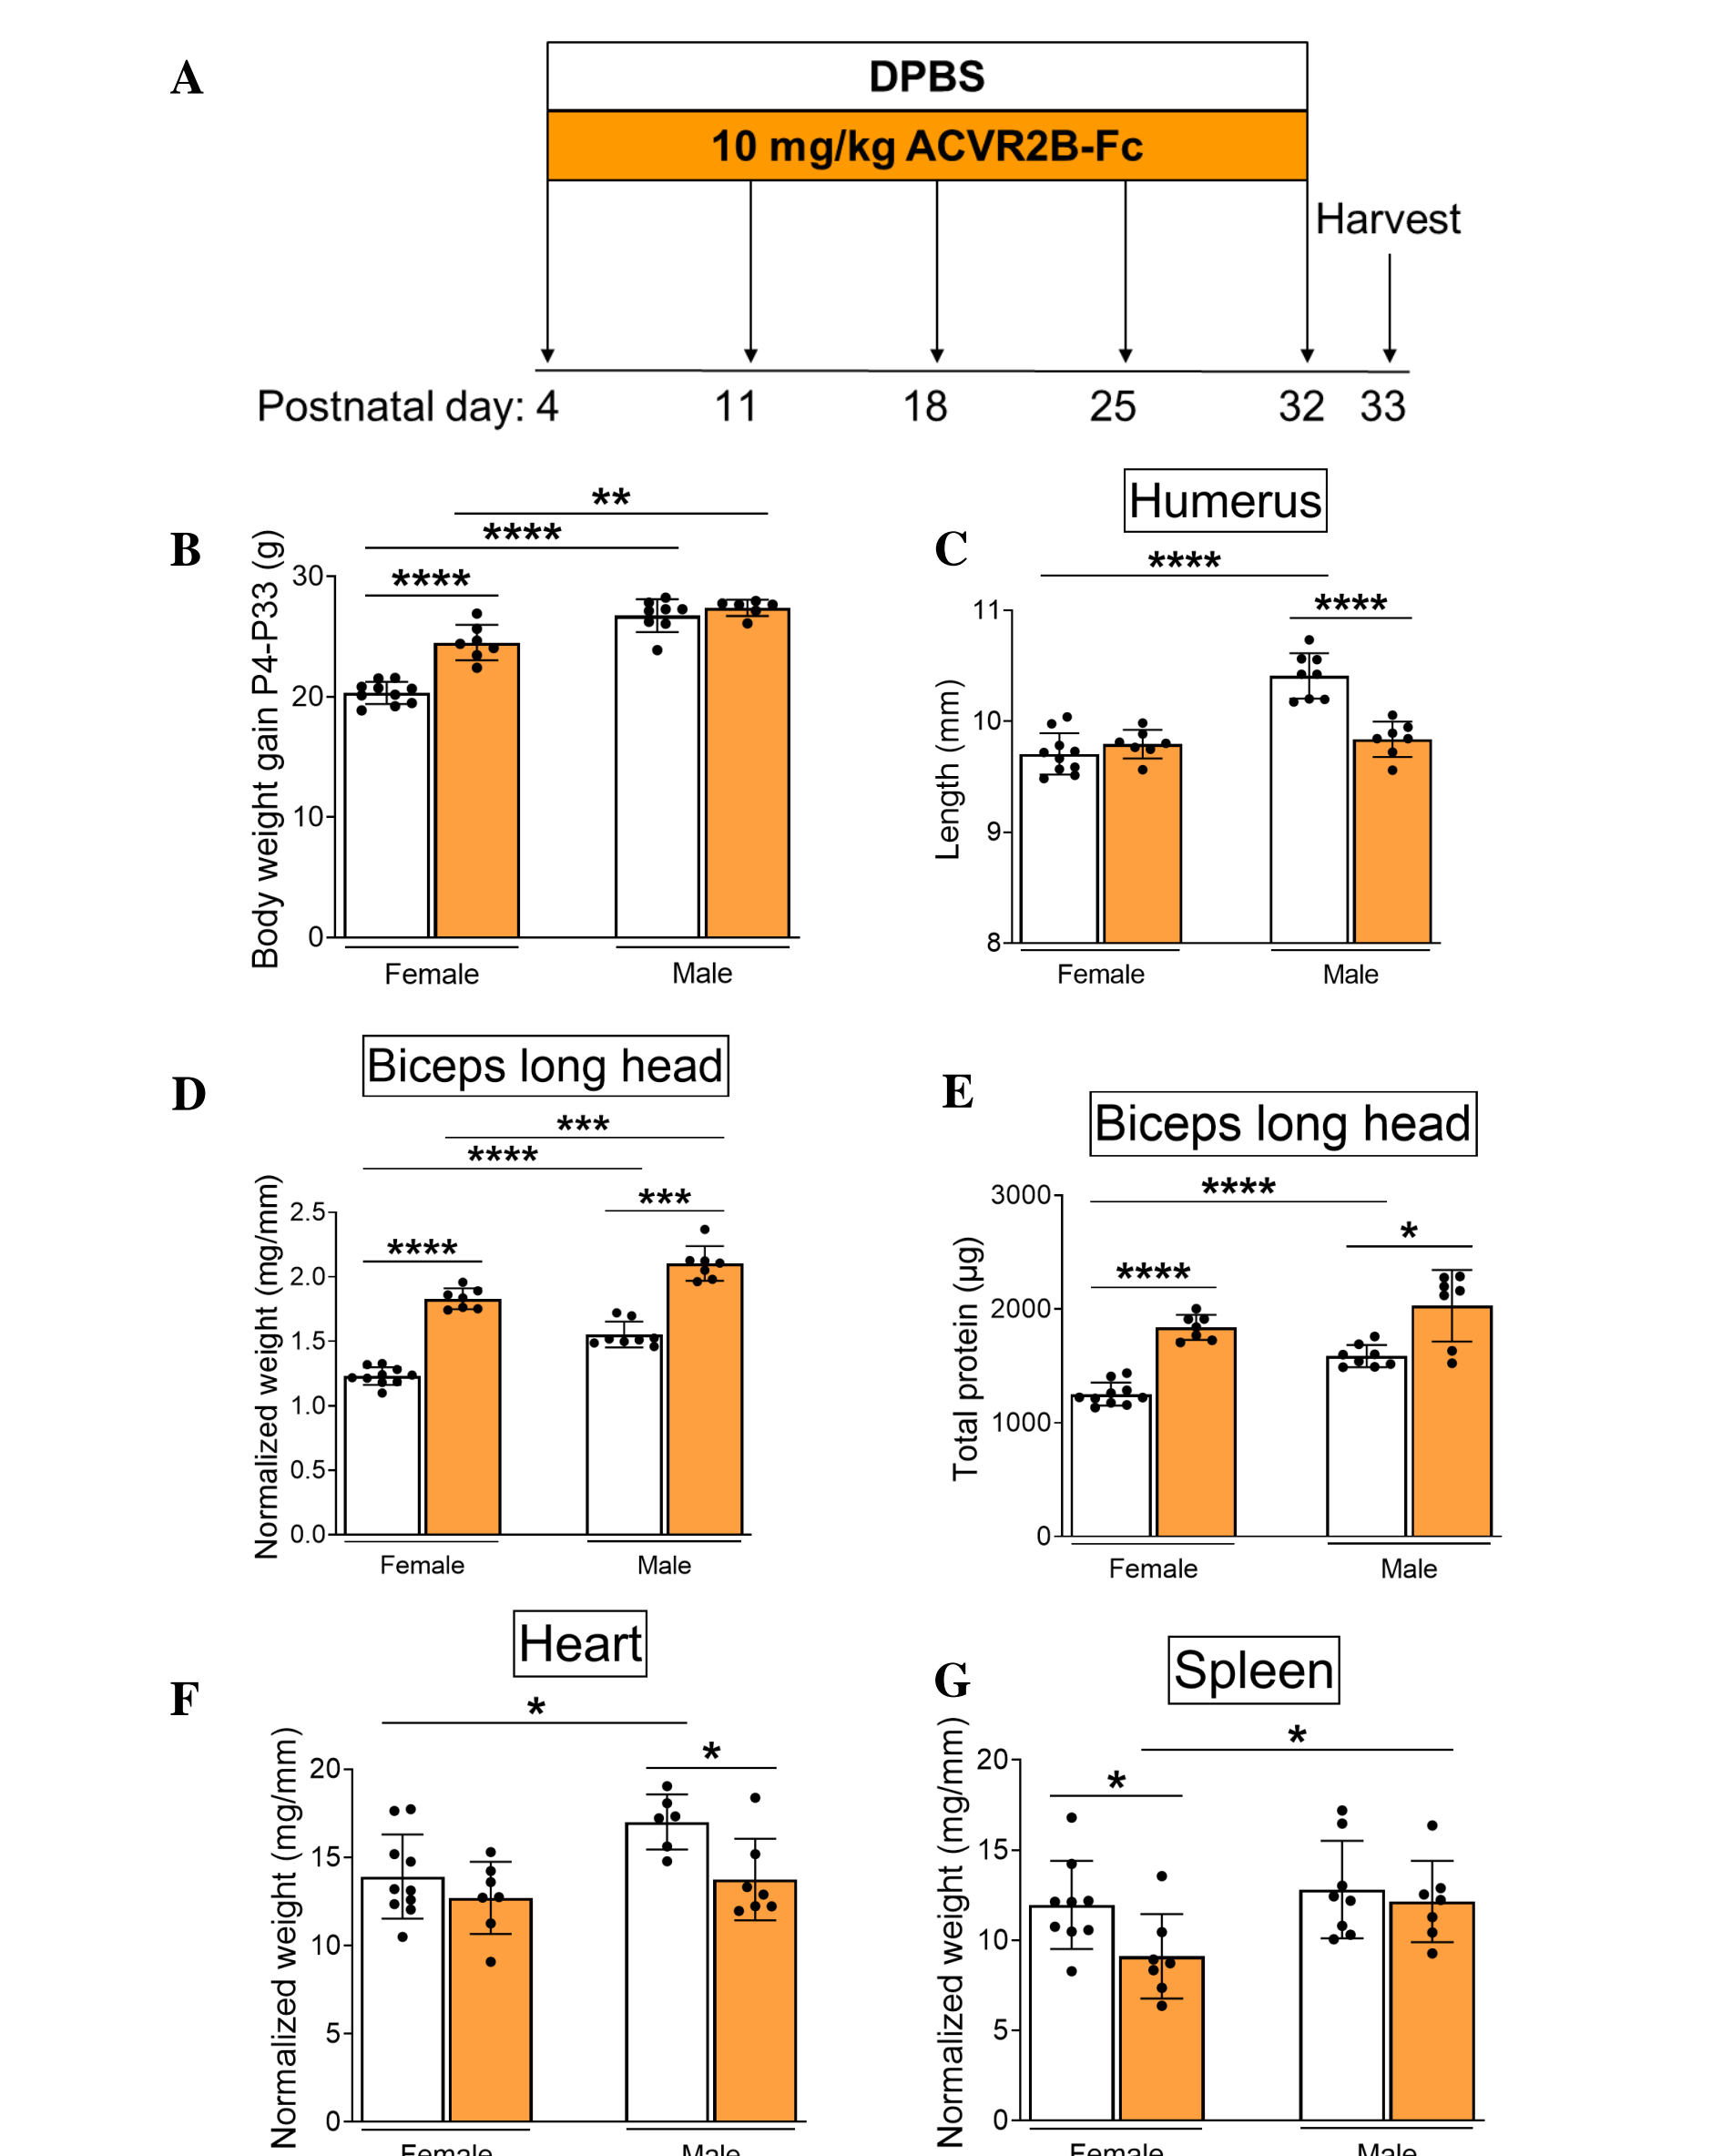 A
DPBS
10 mg/kg ACVR2B-Fc
Harvest
Postnatal day: 4 11 18 25 32 33
B
**
****
****
Body weight gain P4-P33 (g)
30
20
10
0
Female Male
C
Humerus
****
****
Length (mm)
11
10
9
8
Female Male
D
Biceps long head
***
****
***
****
Normalized weight (mg/mm)
2.5
2.0
1.5
1.0
0.5
0.0
Female Male
E
Biceps long head
****
*
****
Total protein (µg)
3000
2000
1000
0
Female Male
F
Heart
*
*
Normalized weight (mg/mm)
20
15
10
5
0
Female Male
G
Spleen
*
*
Normalized weight (mg/mm)
20
15
10
5
0
Female Male